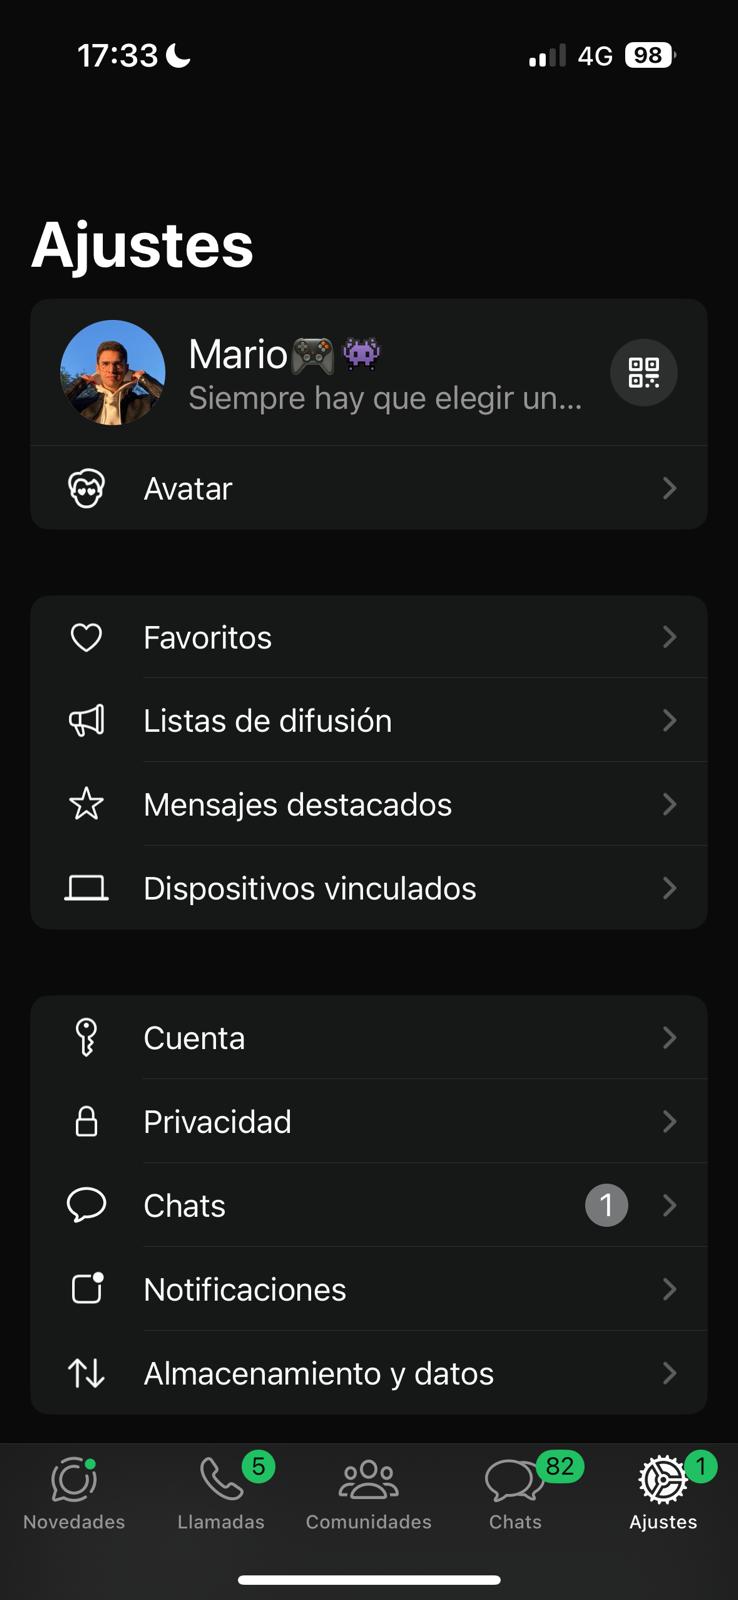 17:33
4G
98
Ajustes
Mario🎮👾
Siempre hay que elegir un...
Avatar
Favoritos
Listas de difusión
Mensajes destacados
Dispositivos vinculados
Cuenta
Privacidad
Chats
1
Notificaciones
Almacenamiento y datos
5
82
1
Novedades
Llamadas
Comunidades
Chats
Ajustes